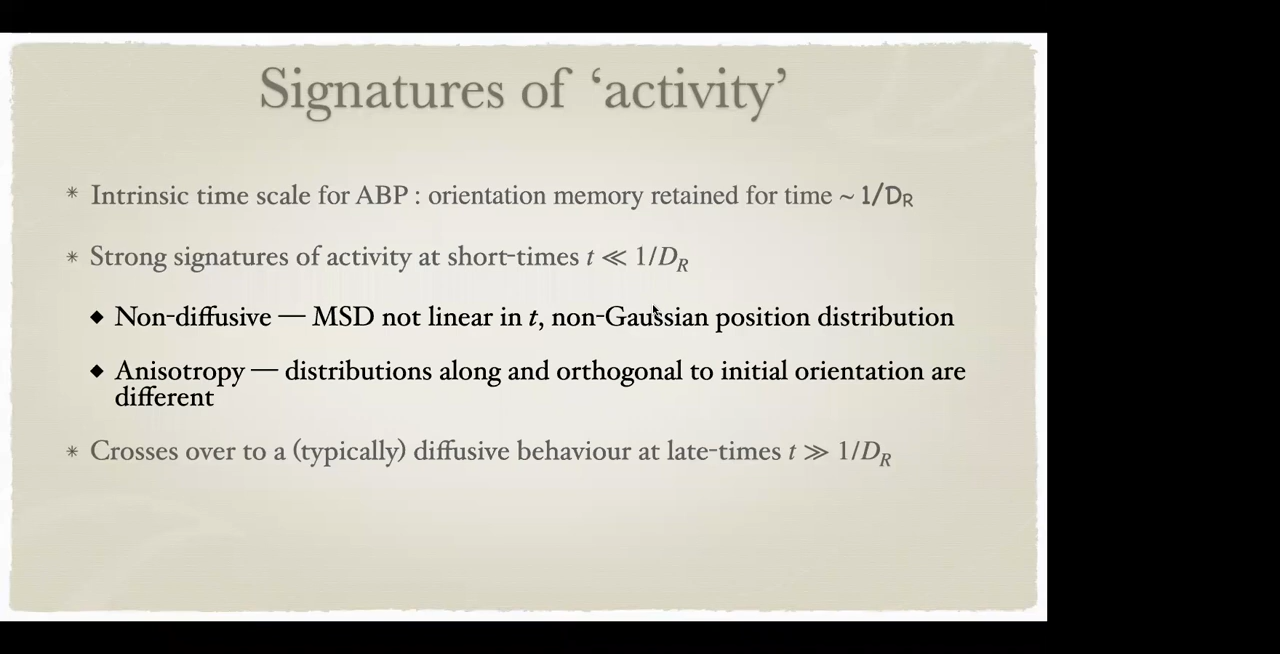 Signatures of ‘activity’
* Intrinsic time scale for ABP : orientation memory retained for time ~ 1/D_R
* Strong signatures of activity at short-times t ≪ 1/D_R
◆ Non-diffusive — MSD not linear in t, non-Gaussian position distribution
◆ Anisotropy — distributions along and orthogonal to initial orientation are
different
* Crosses over to a (typically) diffusive behaviour at late-times t ≫ 1/D_R